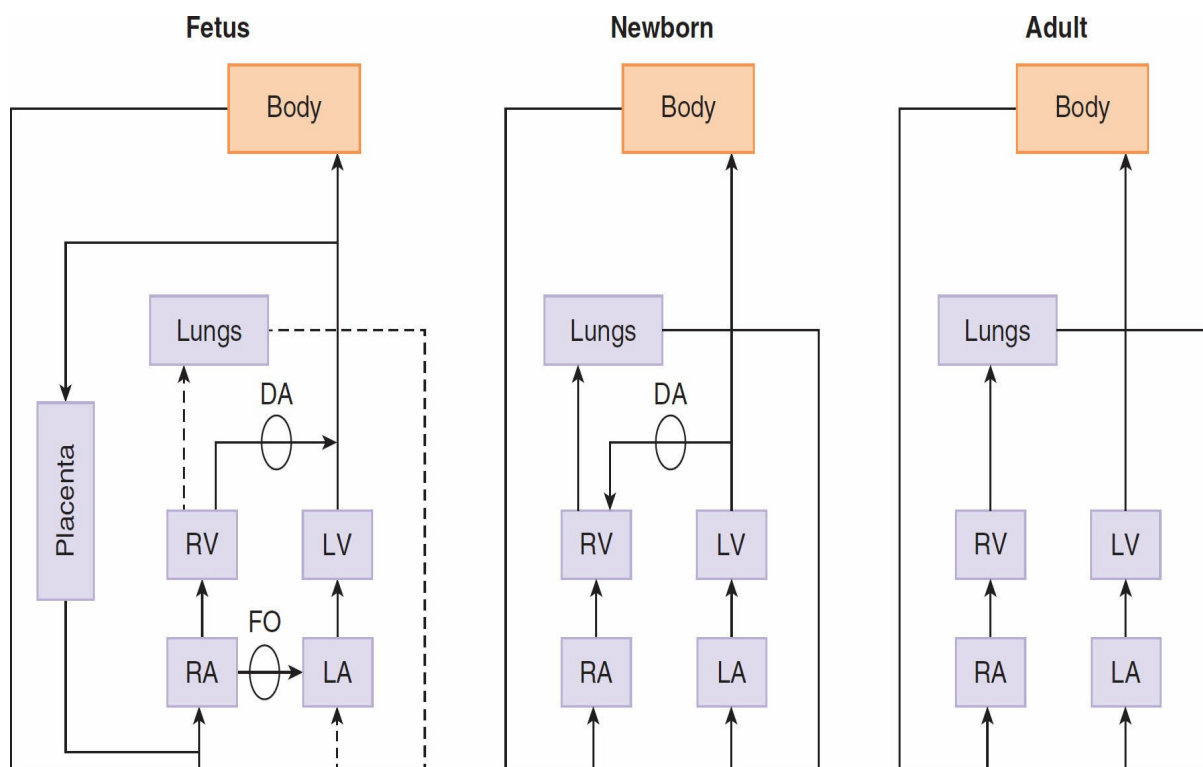 Fetus
Body
Lungs
DA
Placenta
RV
LV
FO
RA
LA
Newborn
Body
Lungs
DA
RV
LV
RA
LA
Adult
Body
Lungs
RV
LV
RA
LA